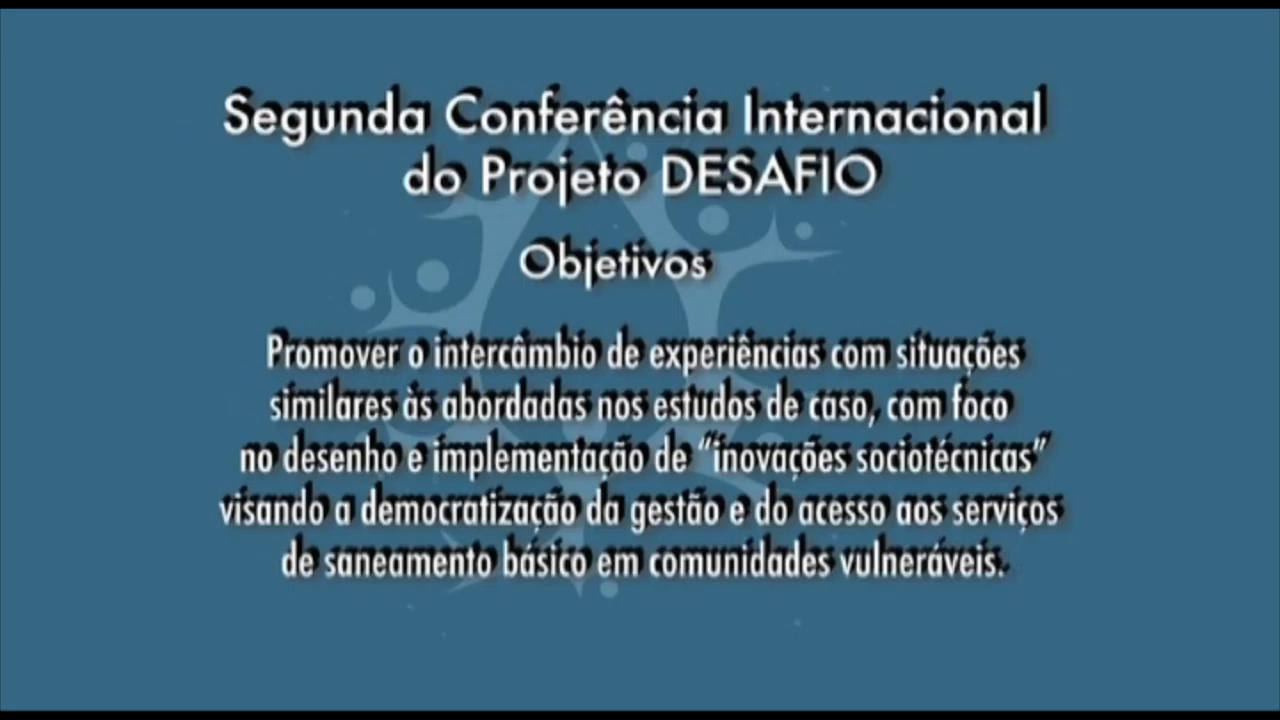 Segunda Conferência Internacional
do Projeto DESAFIO
Objetivos
Promover o intercâmbio de experiências com situações
similares às abordadas nos estudos de caso, com foco
no desenho e implementação de “inovações sociotécnicas”
visando a democratização da gestão e do acesso aos serviços
de saneamento básico em comunidades vulneráveis.